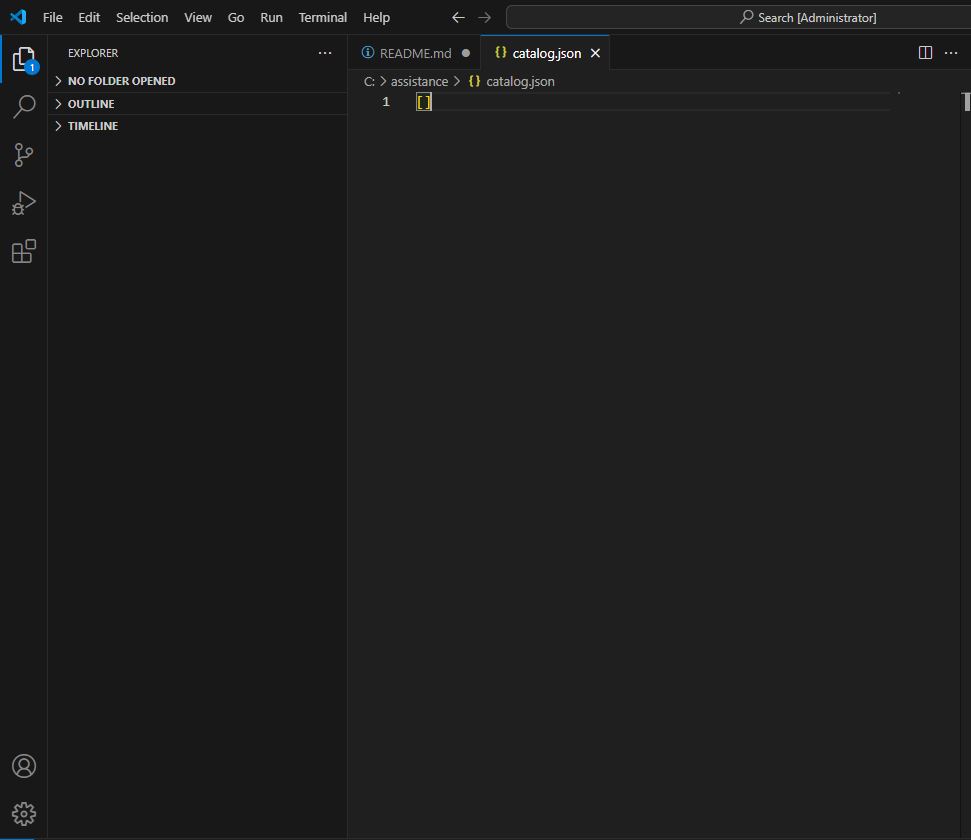 File Edit Selection View Go Run Terminal Help Search [Administrator]
EXPLORER
README.md catalog.json
1
NO FOLDER OPENED
C: > assistance > {} catalog.json
1 []
OUTLINE
TIMELINE